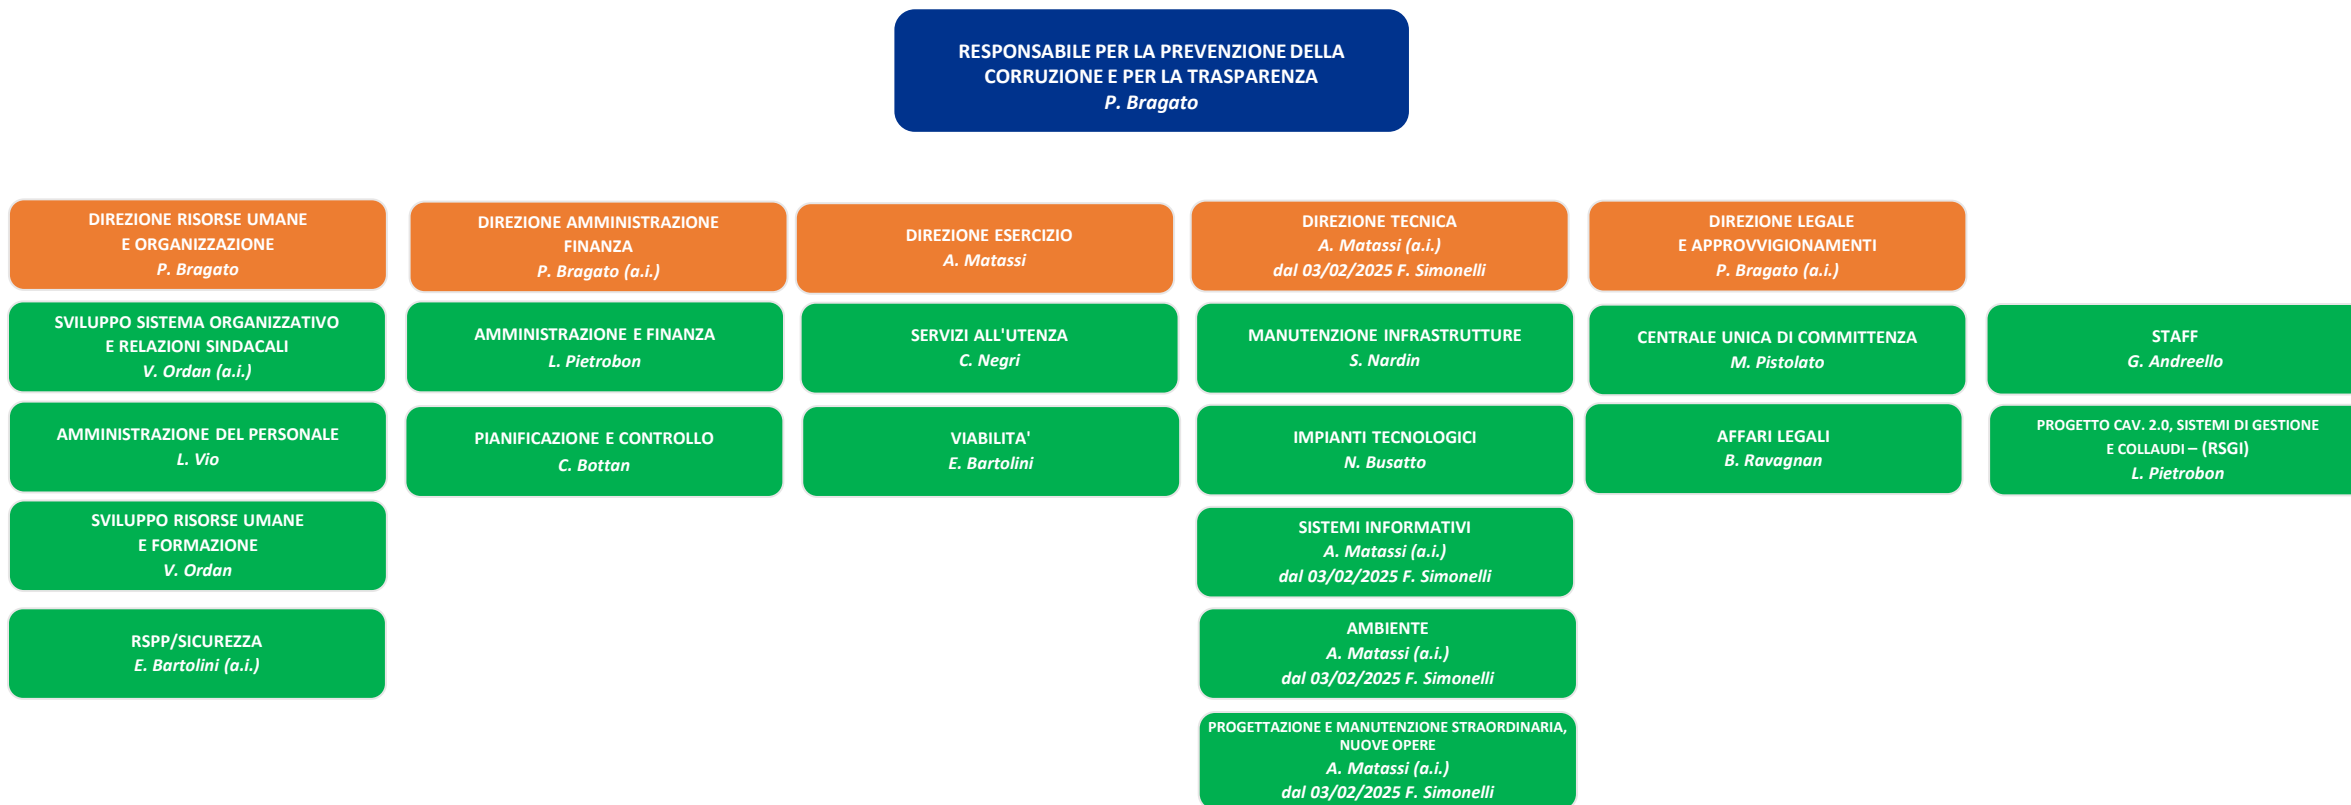 RESPONSABILE PER LA PREVENZIONE DELLA
CORRUZIONE E PER LA TRASPARENZA
P. Bragato
DIREZIONE RISORSE UMANE
E ORGANIZZAZIONE
P. Bragato
DIREZIONE AMMINISTRAZIONE
FINANZA
P. Bragato (a.i.)
DIREZIONE ESERCIZIO
A. Matassi
DIREZIONE TECNICA
A. Matassi (a.i.)
dal 03/02/2025 F. Simonelli
DIREZIONE LEGALE
E APPROVVIGIONAMENTI
P. Bragato (a.i.)
SVILUPPO SISTEMA ORGANIZZATIVO
E RELAZIONI SINDACALI
V. Ordan (a.i.)
AMMINISTRAZIONE E FINANZA
L. Pietrobon
SERVIZI ALL'UTENZA
C. Negri
MANUTENZIONE INFRASTRUTTURE
S. Nardin
CENTRALE UNICA DI COMMITTENZA
M. Pistolato
STAFF
G. Andreello
AMMINISTRAZIONE DEL PERSONALE
L. Vio
PIANIFICAZIONE E CONTROLLO
C. Bottan
VIABILITA'
E. Bartolini
IMPIANTI TECNOLOGICI
N. Busatto
AFFARI LEGALI
B. Ravagnan
PROGETTO CAV. 2.0, SISTEMI DI GESTIONE
E COLLAUDI – (RSGI)
L. Pietrobon
SVILUPPO RISORSE UMANE
E FORMAZIONE
V. Ordan
SISTEMI INFORMATIVI
A. Matassi (a.i.)
dal 03/02/2025 F. Simonelli
RSPP/SICUREZZA
E. Bartolini (a.i.)
AMBIENTE
A. Matassi (a.i.)
dal 03/02/2025 F. Simonelli
PROGETTAZIONE E MANUTENZIONE STRAORDINARIA,
NUOVE OPERE
A. Matassi (a.i.)
dal 03/02/2025 F. Simonelli